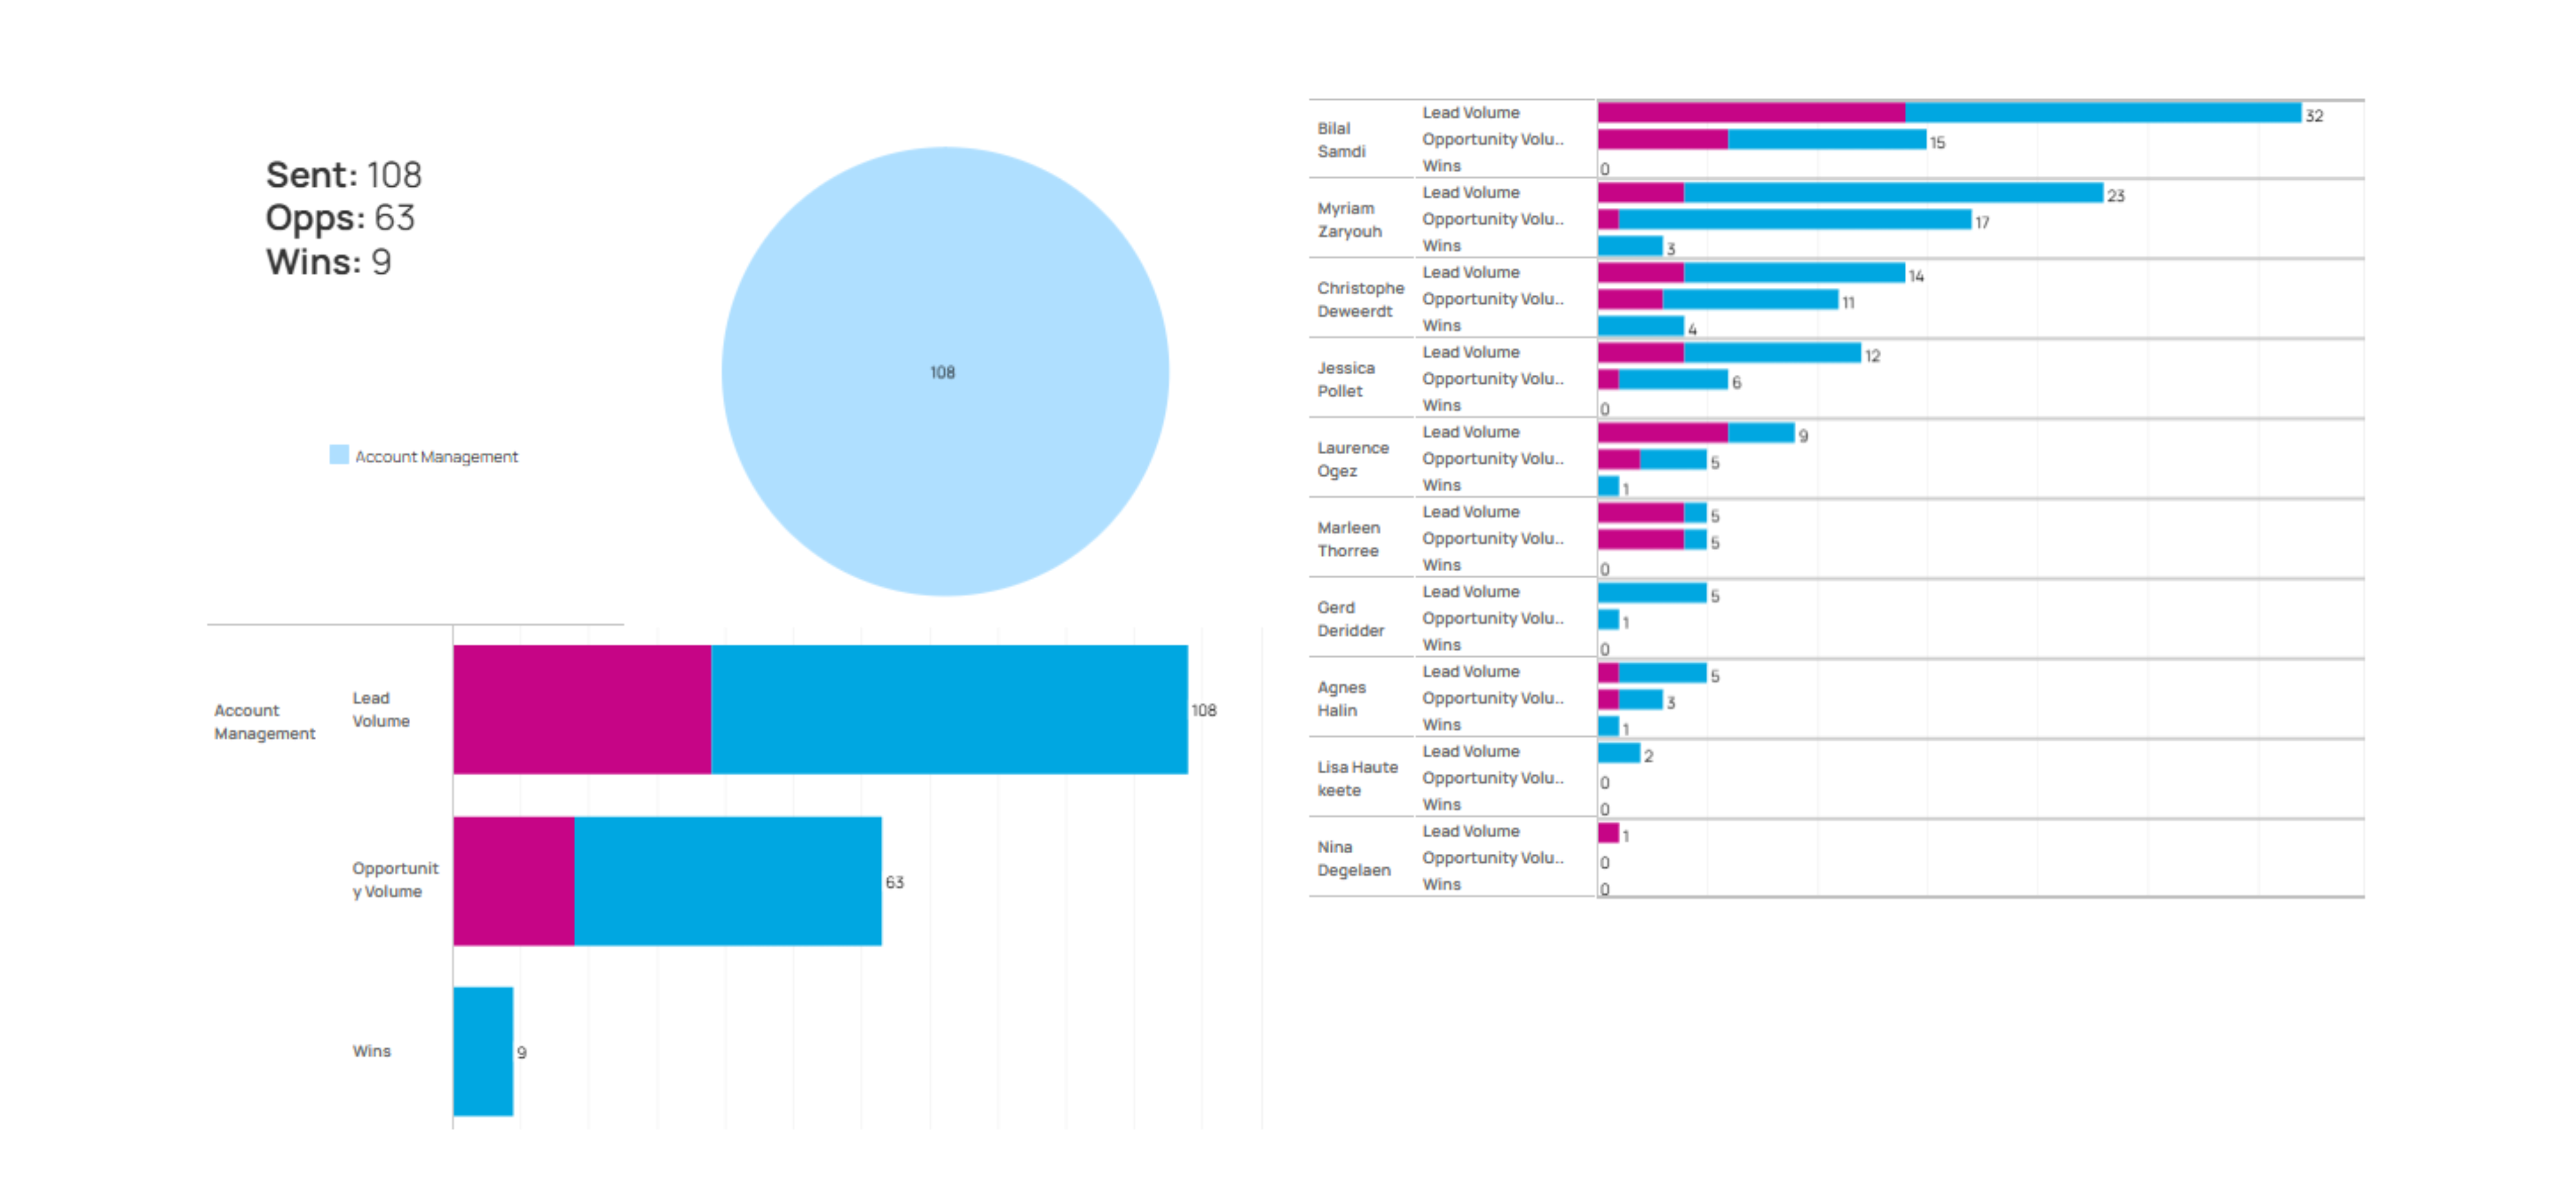 Sent: 108
Opps: 63
Wins: 9
108
Account Management
Account
Management
Lead
Volume
108
Opportunit
y Volume
63
Wins
9
Bilal
Samdi
Lead Volume
32
Opportunity Volu..
15
Wins
0
Myriam
Zaryouh
Lead Volume
23
Opportunity Volu..
17
Wins
3
Christophe
Deweerdt
Lead Volume
14
Opportunity Volu..
11
Wins
4
Jessica
Pollet
Lead Volume
12
Opportunity Volu..
6
Wins
0
Laurence
Ogez
Lead Volume
9
Opportunity Volu..
5
Wins
1
Marleen
Thorree
Lead Volume
5
Opportunity Volu..
5
Wins
0
Gerd
Deridder
Lead Volume
5
Opportunity Volu..
1
Wins
0
Agnes
Halin
Lead Volume
5
Opportunity Volu..
3
Wins
1
Lisa Haute
keete
Lead Volume
2
Opportunity Volu..
0
Wins
0
Nina
Degelaen
Lead Volume
1
Opportunity Volu..
0
Wins
0